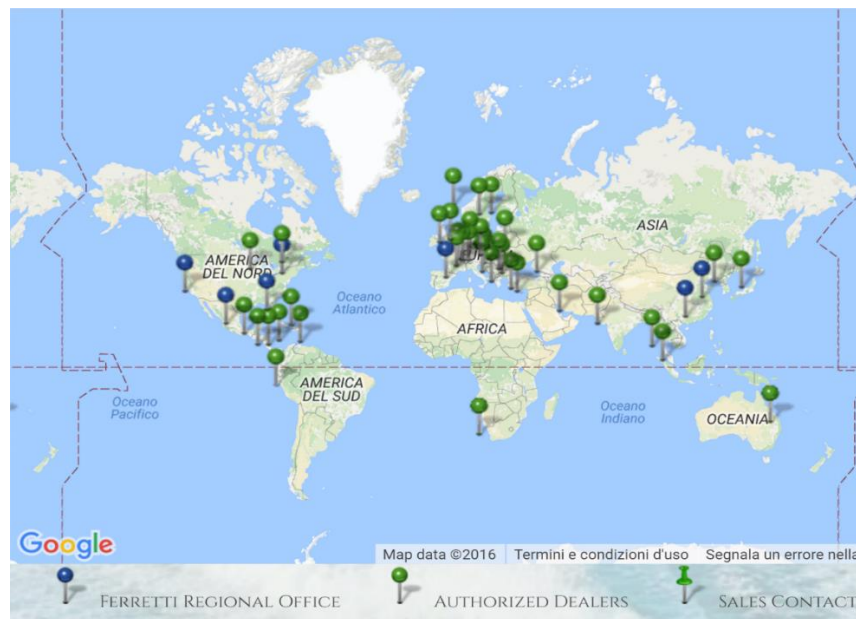 ASIA
AMERICA
DEL NORD
Oceano
Atlantico
AFRICA
AMERICA
DEL SUD
Oceano
Pacifico
Oceano
Indiano
OCEANIA
Google
Map data ©2016 Termini e condizioni d'uso Segnala un errore nella
FERRETTI REGIONAL OFFICE AUTHORIZED DEALERS SALES CONTACT